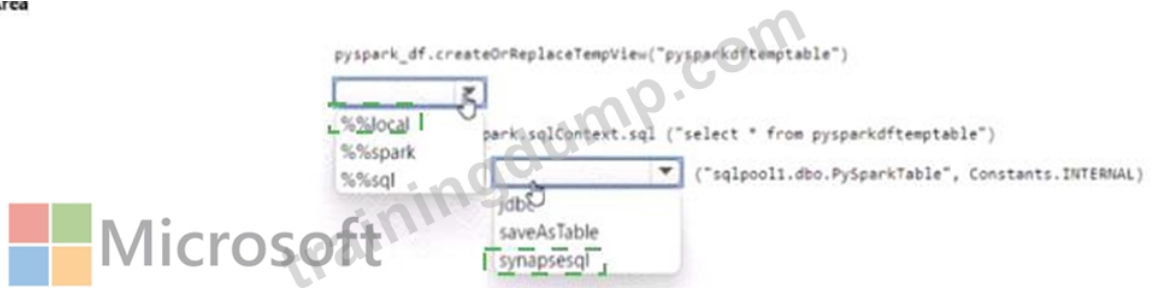 Area
pyspark_df.createOrReplaceTempView("pysparkdftemptable")
%%local
park.sqlContext.sql ("select * from pysparkdftemptable")
%%spark
%%sql
("sqlpool1.dbo.PySparkTable", Constants.INTERNAL)
jdbc
saveAsTable
synapsesql
Microsoft
trainingdump.com